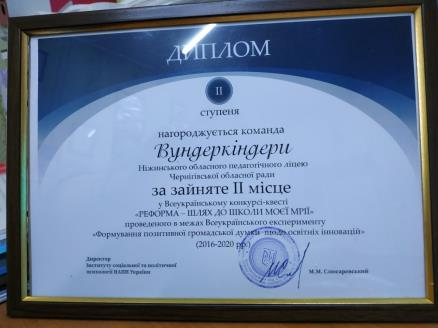 ДИПЛОМ
II
ступеня
нагороджується команда
Вундеркіндери
Ніжинського обласного педагогічного ліцею
Чернігівської обласної ради
за зайняте II місце
у Всеукраїнському конкурсі-квесті
«РЕФОРМА – ШЛЯХ ДО ШКОЛИ МОЄЇ МРІЇ»
проведеного в межах Всеукраїнського експерименту
«Формування позитивної громадської думки щодо освітніх інновацій»
(2016-2020 рр.)
Директор
Інституту соціальної та політичної
психології НАПН України
М.М. Слюсаревський